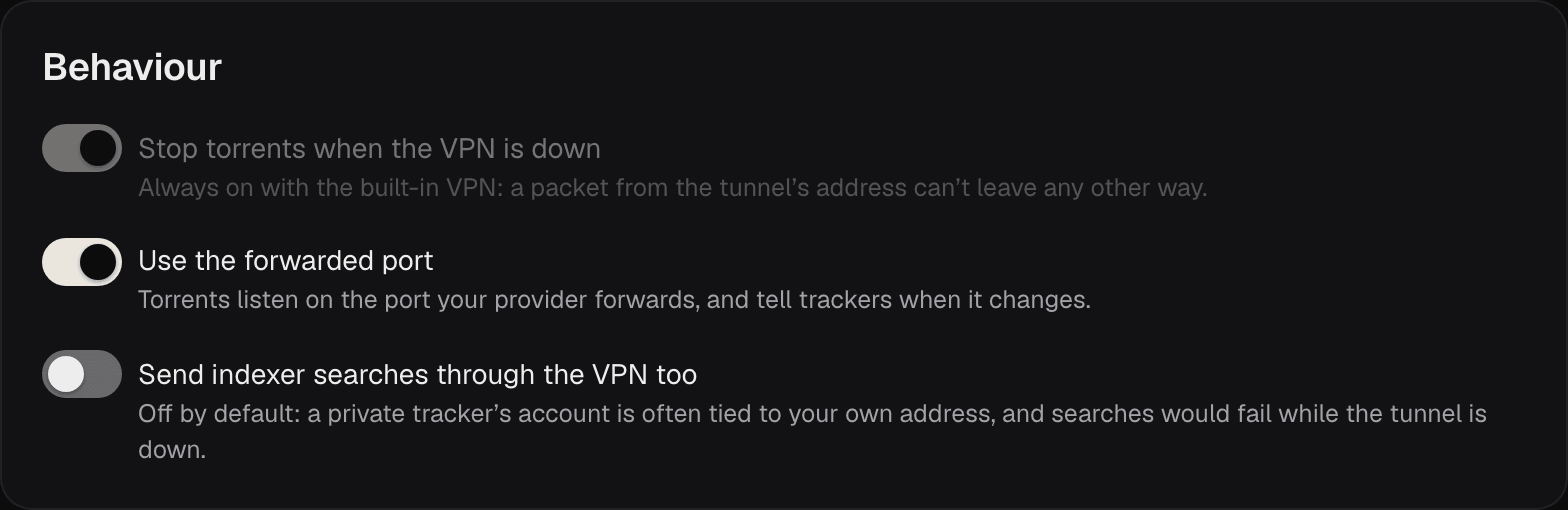 Behaviour
Stop torrents when the VPN is down
Always on with the built-in VPN: a packet from the tunnel’s address can’t leave any other way.
Use the forwarded port
Torrents listen on the port your provider forwards, and tell trackers when it changes.
Send indexer searches through the VPN too
Off by default: a private tracker’s account is often tied to your own address, and searches would fail while the tunnel is
down.